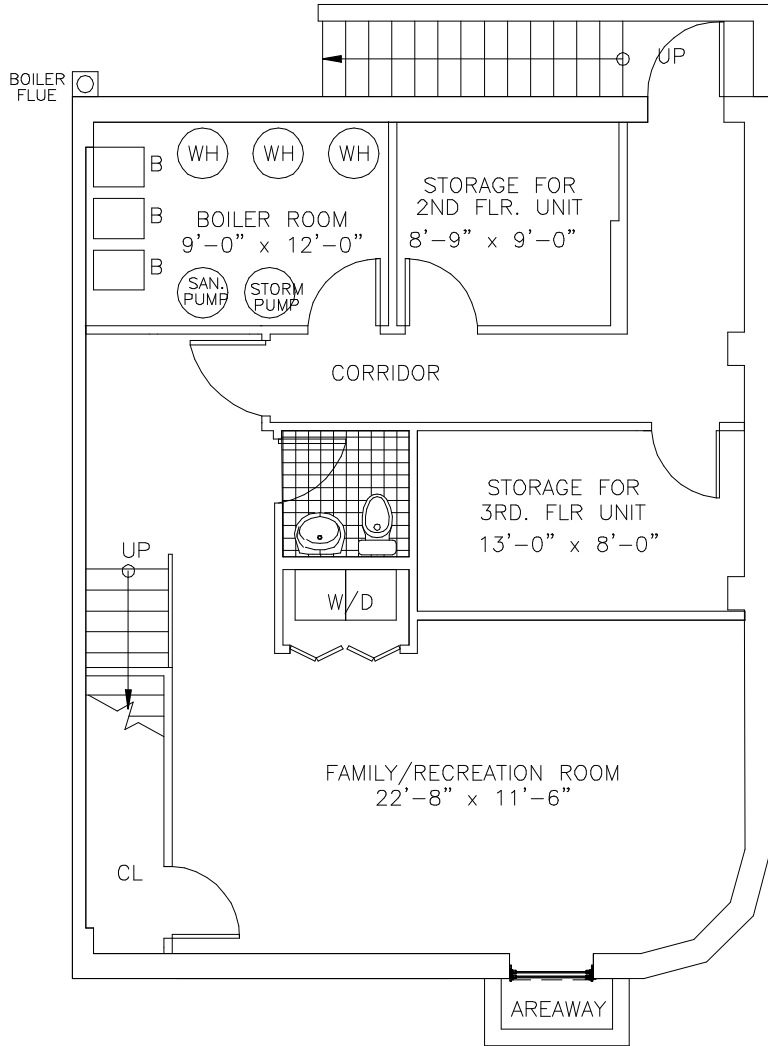 UP
BOILER
FLUE
WH
WH
WH
B
B
B
BOILER ROOM
9'-0" x 12'-0"
STORAGE FOR
2ND FLR. UNIT
8'-9" x 9'-0"
SAN.
PUMP
STORM
PUMP
CORRIDOR
STORAGE FOR
3RD. FLR UNIT
13'-0" x 8'-0"
UP
W/D
FAMILY/RECREATION ROOM
22'-8" x 11'-6"
CL
AREAWAY